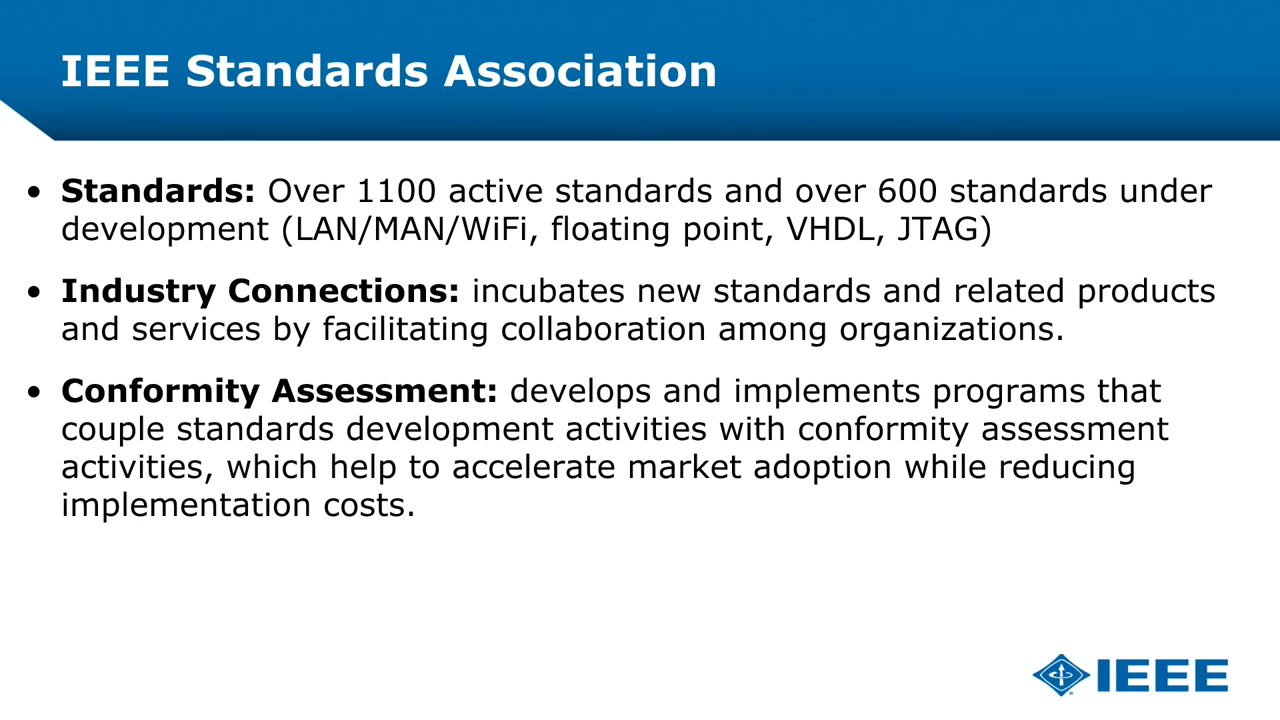 IEEE Standards Association
• Standards: Over 1100 active standards and over 600 standards under
development (LAN/MAN/WiFi, floating point, VHDL, JTAG)
• Industry Connections: incubates new standards and related products
and services by facilitating collaboration among organizations.
• Conformity Assessment: develops and implements programs that
couple standards development activities with conformity assessment
activities, which help to accelerate market adoption while reducing
implementation costs.
IEEE